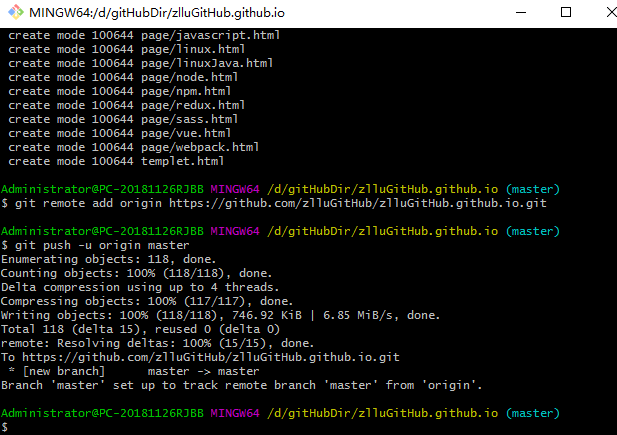 MINGW64:/d/gitHubDir/zlluGitHub.github.io
create mode 100644 page/javascript.html
create mode 100644 page/linux.html
create mode 100644 page/linuxJava.html
create mode 100644 page/node.html
create mode 100644 page/npm.html
create mode 100644 page/redux.html
create mode 100644 page/sass.html
create mode 100644 page/vue.html
create mode 100644 page/webpack.html
create mode 100644 templet.html
Administrator@PC-20181126RJBB MINGW64 /d/gitHubDir/zlluGitHub.github.io (master)
$ git remote add origin https://github.com/zlluGitHub/zlluGitHub.github.io.git
Administrator@PC-20181126RJBB MINGW64 /d/gitHubDir/zlluGitHub.github.io (master)
$ git push -u origin master
Enumerating objects: 118, done.
Counting objects: 100% (118/118), done.
Delta compression using up to 4 threads.
Compressing objects: 100% (117/117), done.
Writing objects: 100% (118/118), 746.92 KiB | 6.85 MiB/s, done.
Total 118 (delta 15), reused 0 (delta 0)
remote: Resolving deltas: 100% (15/15), done.
To https://github.com/zlluGitHub/zlluGitHub.github.io.git
* [new branch]      master -> master
Branch 'master' set up to track remote branch 'master' from 'origin'.
Administrator@PC-20181126RJBB MINGW64 /d/gitHubDir/zlluGitHub.github.io (master)
$